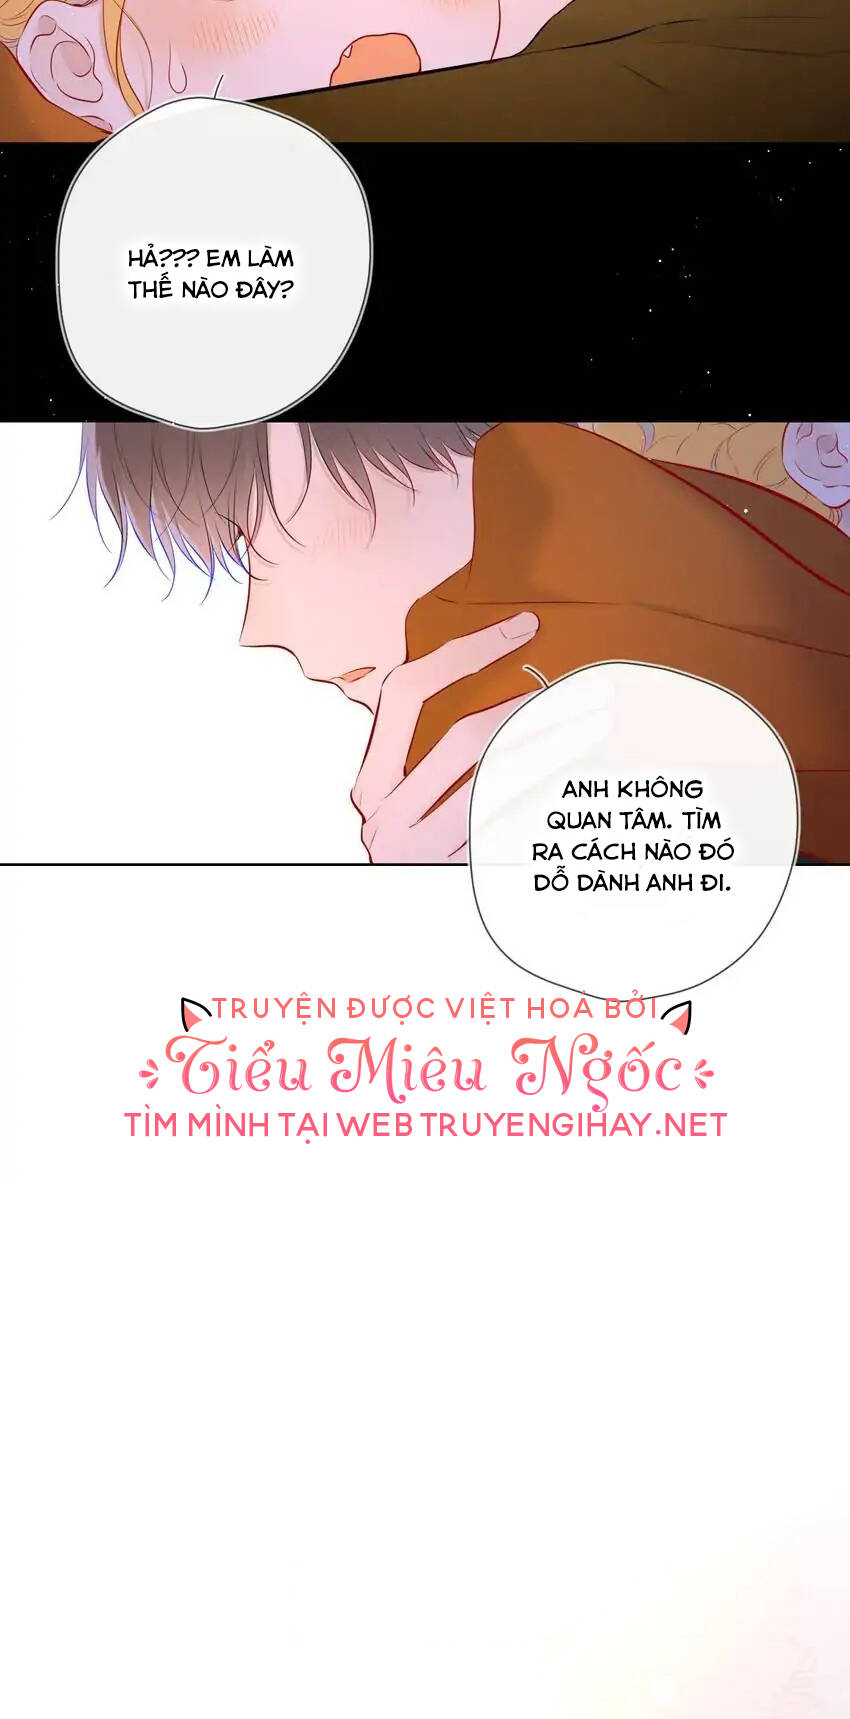 HẢ??? EM LÀM
THẾ NÀO ĐÂY?
ANH KHÔNG
QUAN TÂM. TÌM
RA CÁCH NÀO ĐÓ
DỖ DÀNH ANH ĐI.
TRUYỆN ĐƯỢC VIỆT HOÁ BỞI
Tiểu Miêu Ngốc
TÌM MÌNH TẠI WEB TRUYENGIHAY.NET